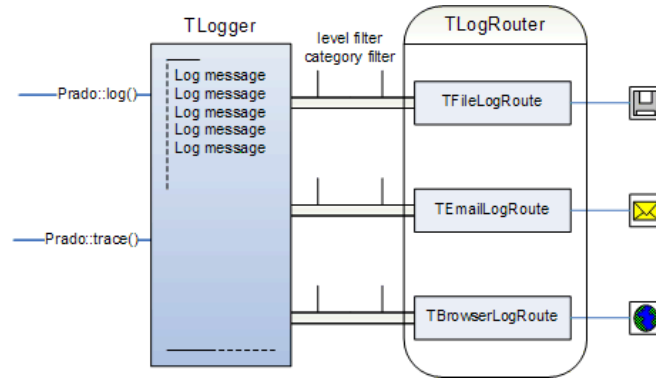 TLogger
TLogRouter
level filter
category filter
Log message
Log message
Log message
Log message
Log message
Prado::log()
TFileLogRoute
TEmailLogRoute
Prado::trace()
TBrowserLogRoute